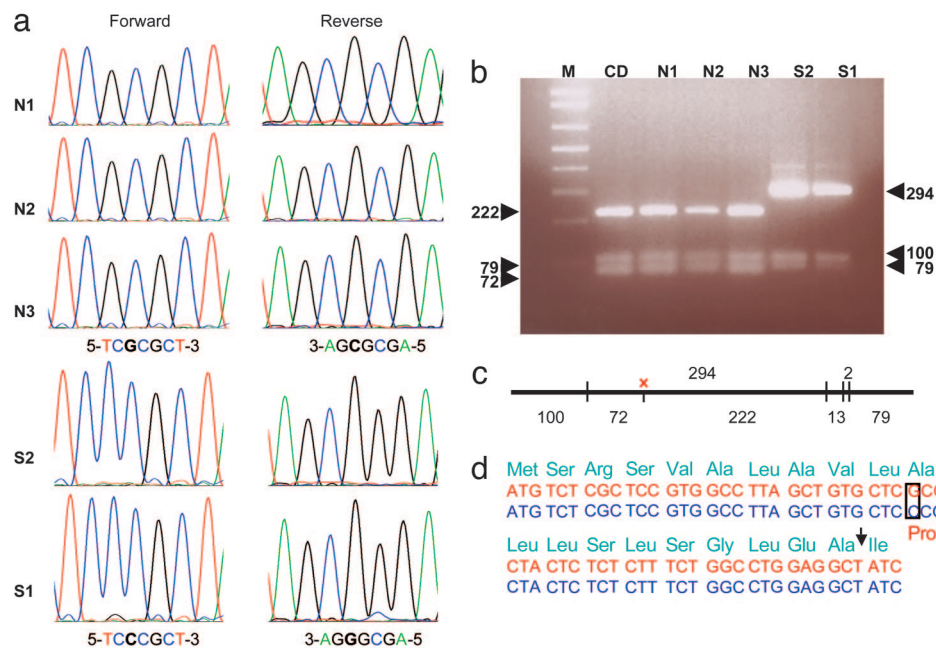 a
Forward Reverse
N1
N2
N3
5-TCGCGCT-3 3-AGCGCGA-5
S2
S1
5-TCCCGCT-3 3-AGGGCGA-5
b
M CD N1 N2 N3 S2 S1
222
79
72
294
100
79
c
294 2
x
100 72 222 13 79
d
Met Ser Arg Ser Val Ala Leu Ala Val Leu Ala
ATG TCT CGC TCC GTG GCC TTA GCT GTG CTC GCG
ATG TCT CGC TCC GTG GCC TTA GCT GTG CTC CCG
Pro
Leu Leu Ser Leu Ser Gly Leu Glu Ala Ile
CTA CTC TCT CTT TCT GGC CTG GAG GCT ATC
CTA CTC TCT CTT TCT GGC CTG GAG GCT ATC